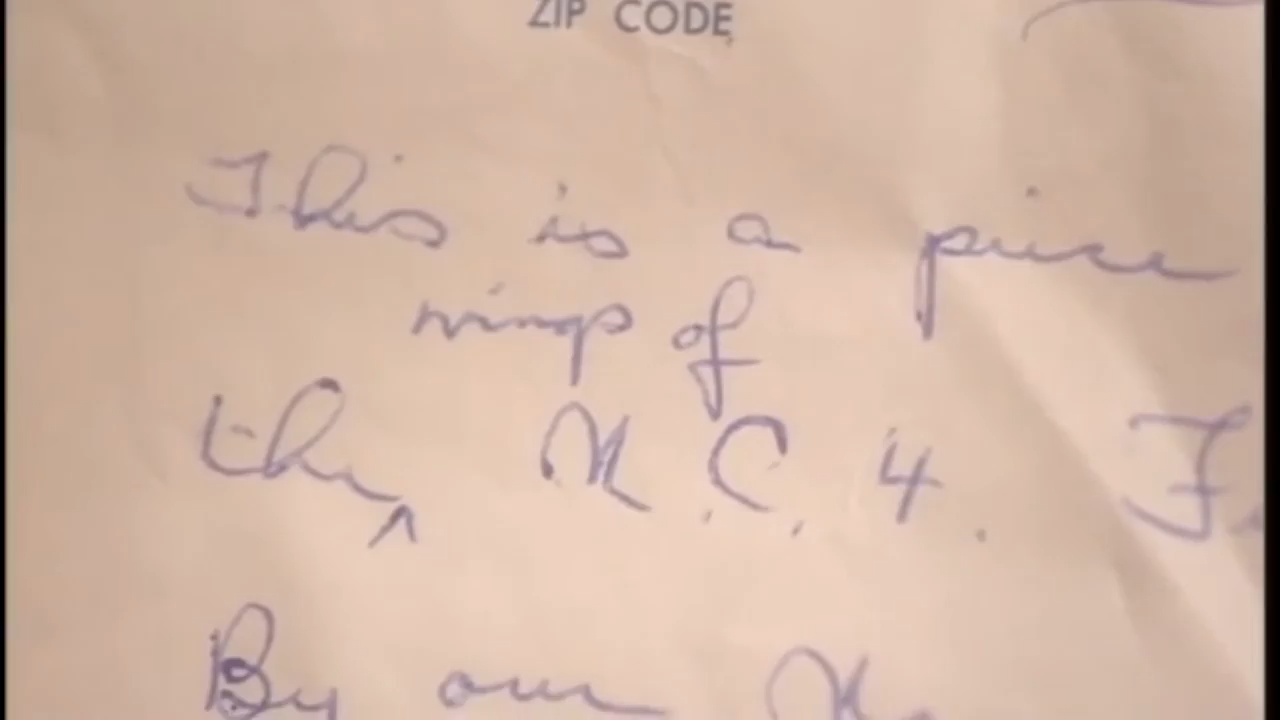 ZIP CODE
This is a piece
wings of
the ^ N.C. 4.
By our